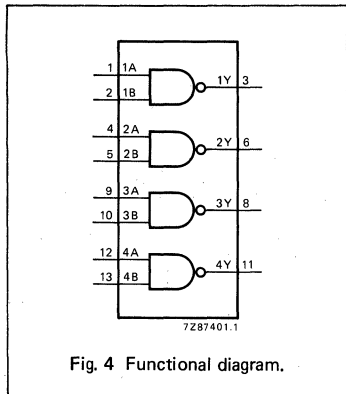 1 1A 1Y 3
2 1B
4 2A 2Y 6
5 2B
9 3A 3Y 8
10 3B
12 4A 4Y 11
13 4B
7Z87401.1
Fig. 4 Functional diagram.